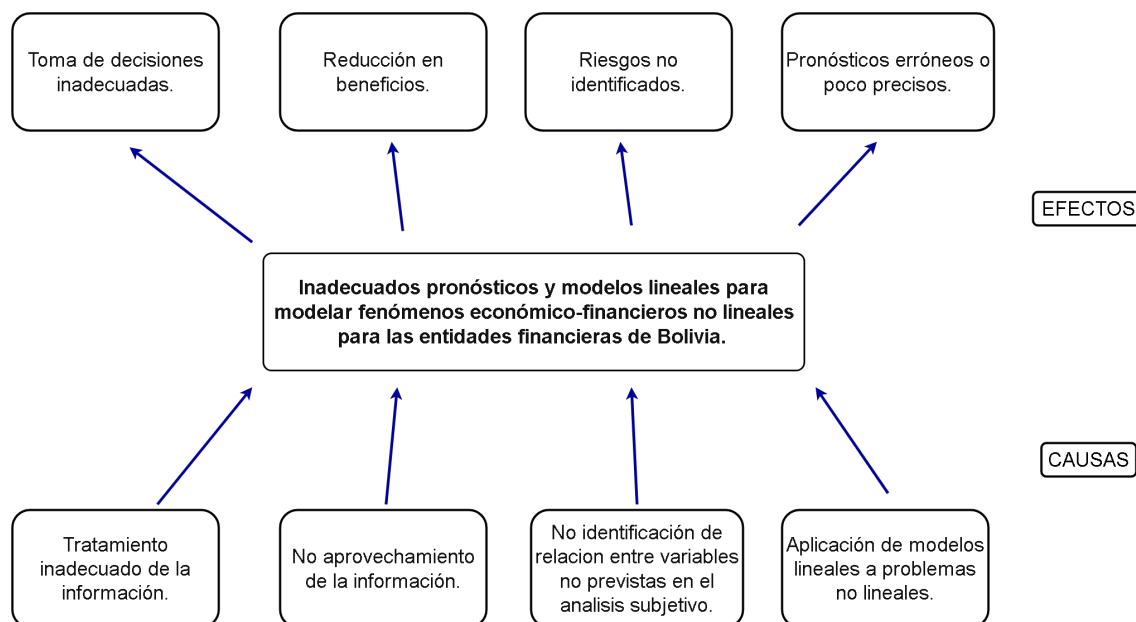 Toma de decisiones
inadecuadas.
Reducción en
beneficios.
Riesgos no
identificados.
Pronósticos erróneos o
poco precisos.
EFECTOS
Inadecuados pronósticos y modelos lineales para
modelar fenómenos económico-financieros no lineales
para las entidades financieras de Bolivia.
CAUSAS
Tratamiento
inadecuado de la
información.
No aprovechamiento
de la información.
No identificación de
relacion entre variables
no previstas en el
analisis subjetivo.
Aplicación de modelos
lineales a problemas
no lineales.